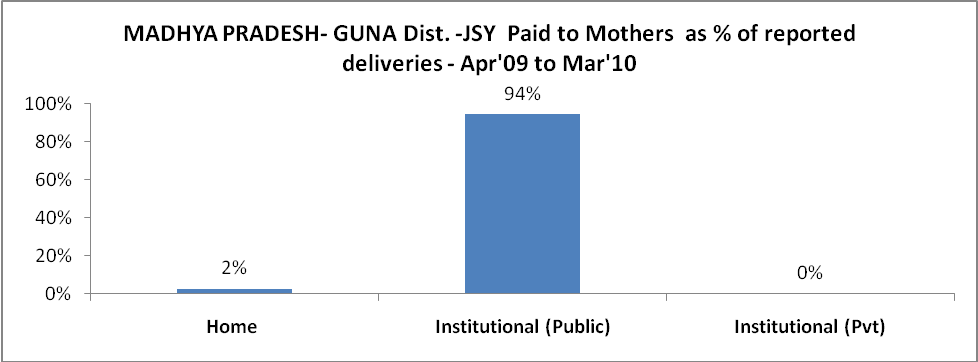 MADHYA PRADESH- GUNA Dist. -JSY  Paid to Mothers  as % of reported
deliveries - Apr'09 to Mar'10
94%
100%
80%
60%
40%
20%
0%
2%
0%
Home
Institutional (Public)
Institutional (Pvt)